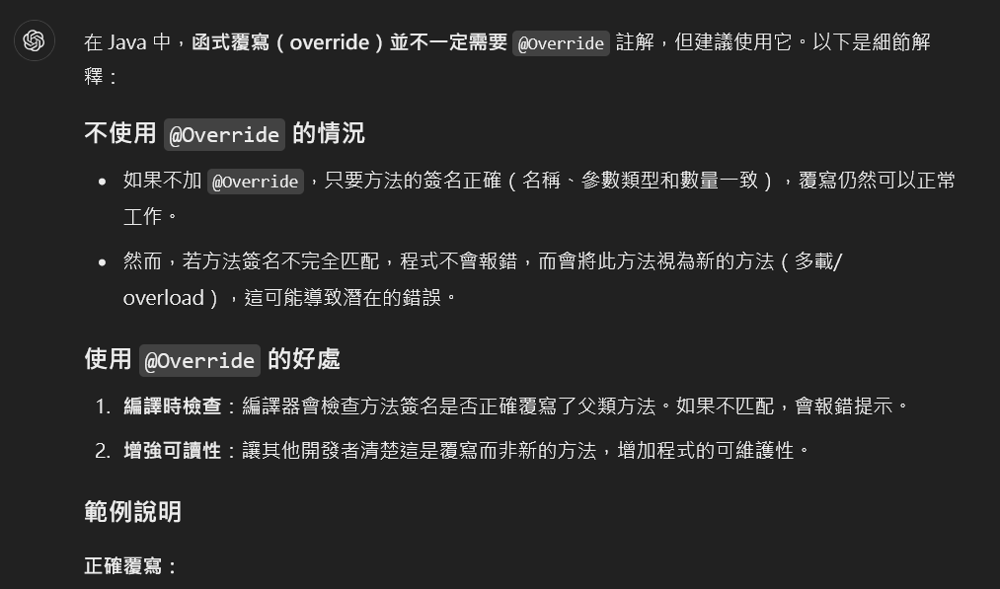 在 Java 中，函式覆寫（override）並不一定需要 @Override 註解，但建議使用它。以下是細節解
釋：
不使用 @Override 的情況
• 如果不加 @Override，只要方法的簽名正確（名稱、參數類型和數量一致），覆寫仍然可以正常
工作。
• 然而，若方法簽名不完全匹配，程式不會報錯，而會將此方法視為新的方法（多載/
overload），這可能導致潛在的錯誤。
使用 @Override 的好處
1. 編譯時檢查：編譯器會檢查方法簽名是否正確覆寫了父類方法。如果不匹配，會報錯提示。
2. 增強可讀性：讓其他開發者清楚這是覆寫而非新的方法，增加程式的可維護性。
範例說明
正確覆寫：